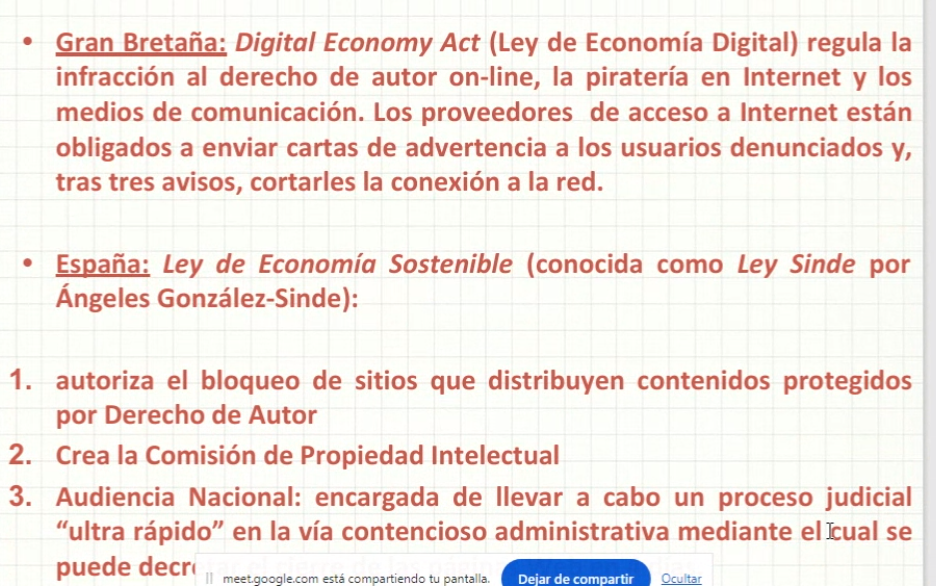 • Gran Bretaña: Digital Economy Act (Ley de Economía Digital) regula la
infracción al derecho de autor on-line, la piratería en Internet y los
medios de comunicación. Los proveedores de acceso a Internet están
obligados a enviar cartas de advertencia a los usuarios denunciados y,
tras tres avisos, cortarles la conexión a la red.
• España: Ley de Economía Sostenible (conocida como Ley Sinde por
Ángeles González-Sinde):
1. autoriza el bloqueo de sitios que distribuyen contenidos protegidos
por Derecho de Autor
2. Crea la Comisión de Propiedad Intelectual
3. Audiencia Nacional: encargada de llevar a cabo un proceso judicial
“ultra rápido” en la vía contencioso administrativa mediante el cual se
puede
meet.google.com está compartiendo tu pantalla. Dejar de compartir Ocultar